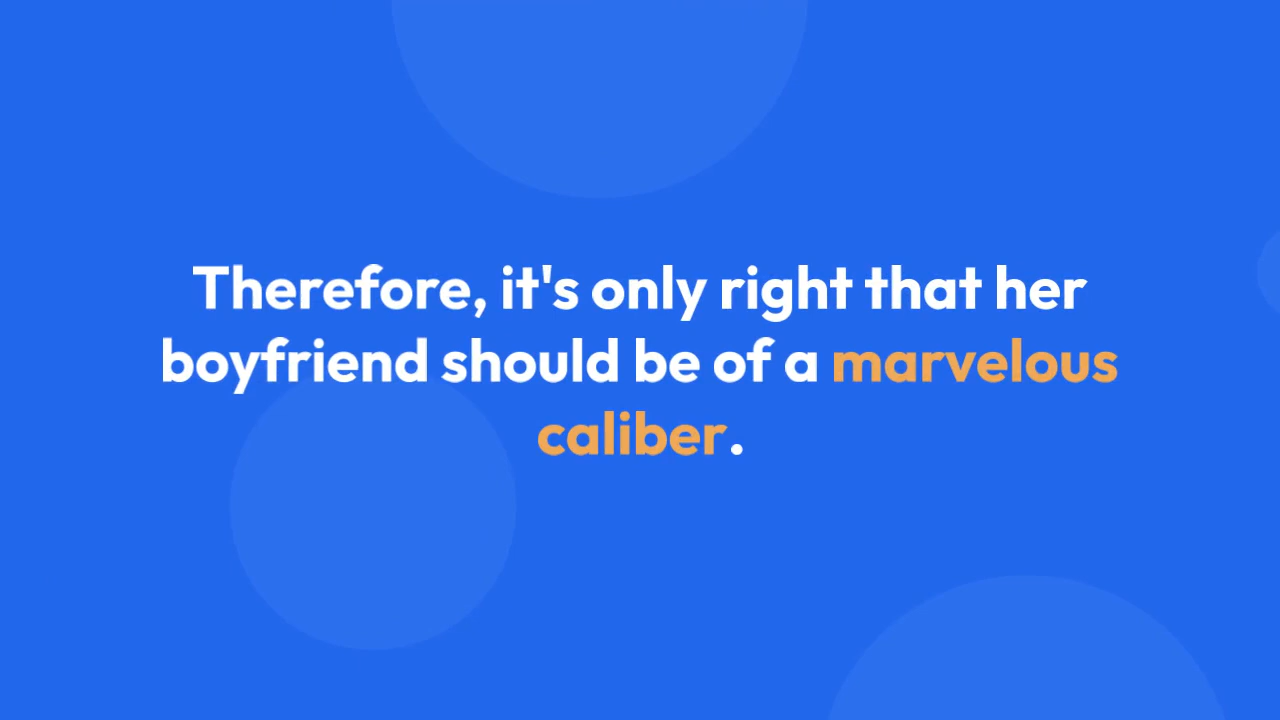 Therefore, it's only right that her
boyfriend should be of a marvelous
caliber.